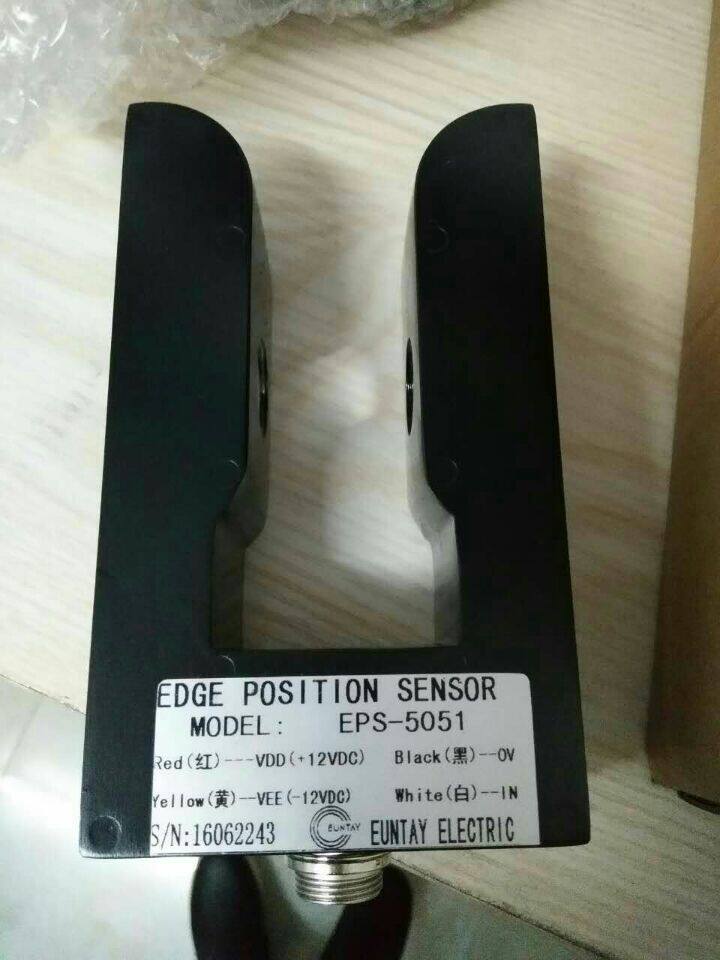 EDGE POSITION SENSOR
MODEL: EPS-5051
Red(红)---VDD(+12VDC) Black(黑)--0V
Yellow(黄)--VEE(-12VDC) White(白)--IN
S/N:16062243 EUNTAY EUNTAY ELECTRIC